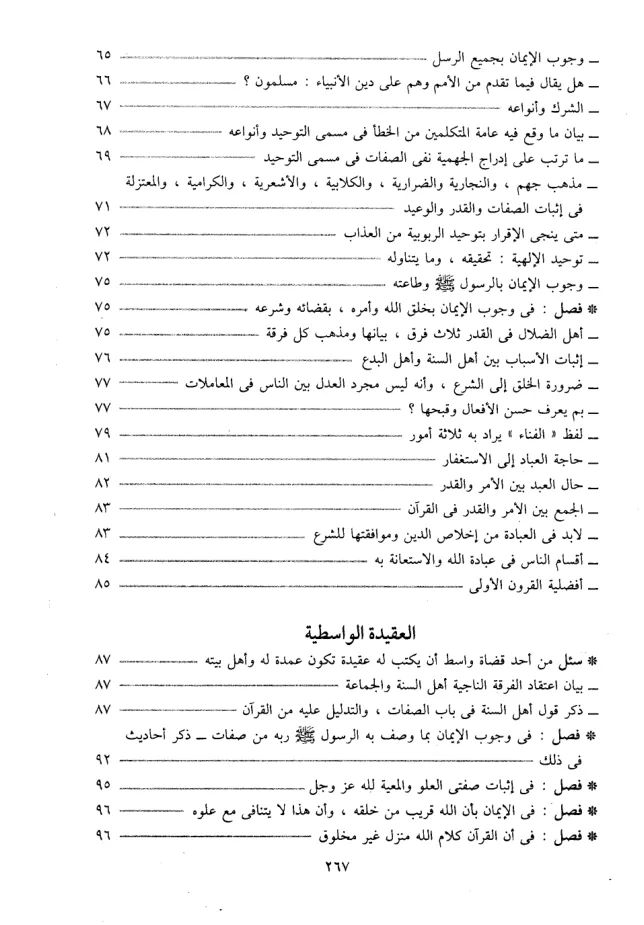 ـ وجوب الإيمان بجميع الرسل ٦٥
ـ هل يقال فيما تقدم من الأمم وهم على دين الأنبياء : مسلمون ؟ ٦٦
ـ الشرك وأنواعه ٦٧
ـ بيان ما وقع فيه عامة المتكلمين من الخطأ فى مسمى التوحيد وأنواعه ٦٨
ـ ما ترتب على إدراج الجهمية نفى الصفات فى مسمى التوحيد ٦٩
ـ مذهب جهم ، والنجارية والضرارية ، والكلابية ، والأشعرية ، والكرامية ، والمعتزلة
فى إثبات الصفات والقدر والوعيد ٧١
ـ متى ينجى الإقرار بتوحيد الربوبية من العذاب ٧٢
ـ توحيد الإلهية : تحقيقه ، وما يتناوله ٧٢
ـ وجوب الإيمان بالرسول ﷺ وطاعته ٧٥
* فصل : فى وجوب الإيمان بخلق الله وأمره ، بقضائه وشرعه ٧٥
ـ أهل الضلال فى القدر ثلاث فرق ، بيانها ومذهب كل فرقة ٧٥
ـ إثبات الأسباب بين أهل السنة وأهل البدع ٧٦
ـ ضرورة الخلق إلى الشرع ، وأنه ليس مجرد العدل بين الناس فى المعاملات ٧٧
ـ بم يعرف حسن الأفعال وقبحها ؟ ٧٧
ـ لفظ « الفناء » يراد به ثلاثة أمور ٧٩
ـ حاجة العباد إلى الاستغفار ٨١
ـ حال العبد بين الأمر والقدر ٨٢
ـ الجمع بين الأمر والقدر فى القرآن ٨٣
ـ لابد فى العبادة من إخلاص الدين وموافقتها للشرع ٨٣
ـ أقسام الناس فى عبادة الله والاستعانة به ٨٤
ـ أفضلية القرون الأولى ٨٥
العقيدة الواسطية
* سئل من أحد قضاة واسط أن يكتب له عقيدة تكون عمدة له وأهل بيته ٨٧
ـ بيان اعتقاد الفرقة الناجية أهل السنة والجماعة ٨٧
ـ ذكر قول أهل السنة فى باب الصفات ، والتدليل عليه من القرآن ٨٧
* فصل : فى وجوب الإيمان بما وصف به الرسول ﷺ ربه من صفات ـ ذكر أحاديث
فى ذلك ٩٢
* فصل : فى إثبات صفتى العلو والمعية لله عز وجل ٩٥
* فصل : فى الإيمان بأن الله قريب من خلقه ، وأن هذا لا يتنافى مع علوه ٩٦
* فصل : فى أن القرآن كلام الله منزل غير مخلوق ٩٦
٢٦٧